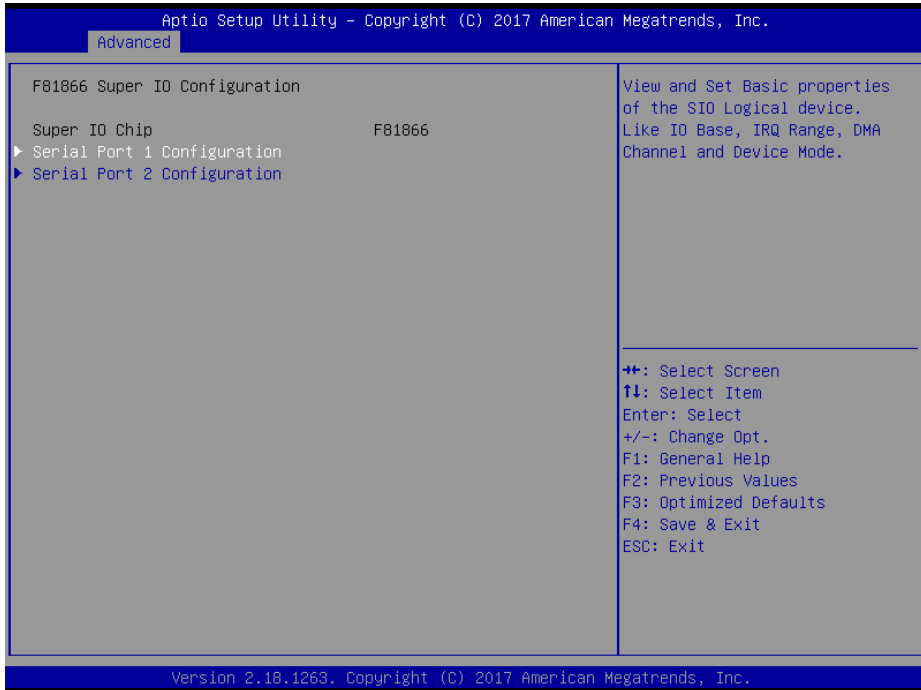 Aptio Setup Utility – Copyright (C) 2017 American Megatrends, Inc.
Advanced
F81866 Super IO Configuration
Super IO Chip F81866
Serial Port 1 Configuration
Serial Port 2 Configuration
View and Set Basic properties
of the SIO Logical device.
Like IO Base, IRQ Range, DMA
Channel and Device Mode.
→←: Select Screen
↑↓: Select Item
Enter: Select
+/-: Change Opt.
F1: General Help
F2: Previous Values
F3: Optimized Defaults
F4: Save & Exit
ESC: Exit
Version 2.18.1263. Copyright (C) 2017 American Megatrends, Inc.